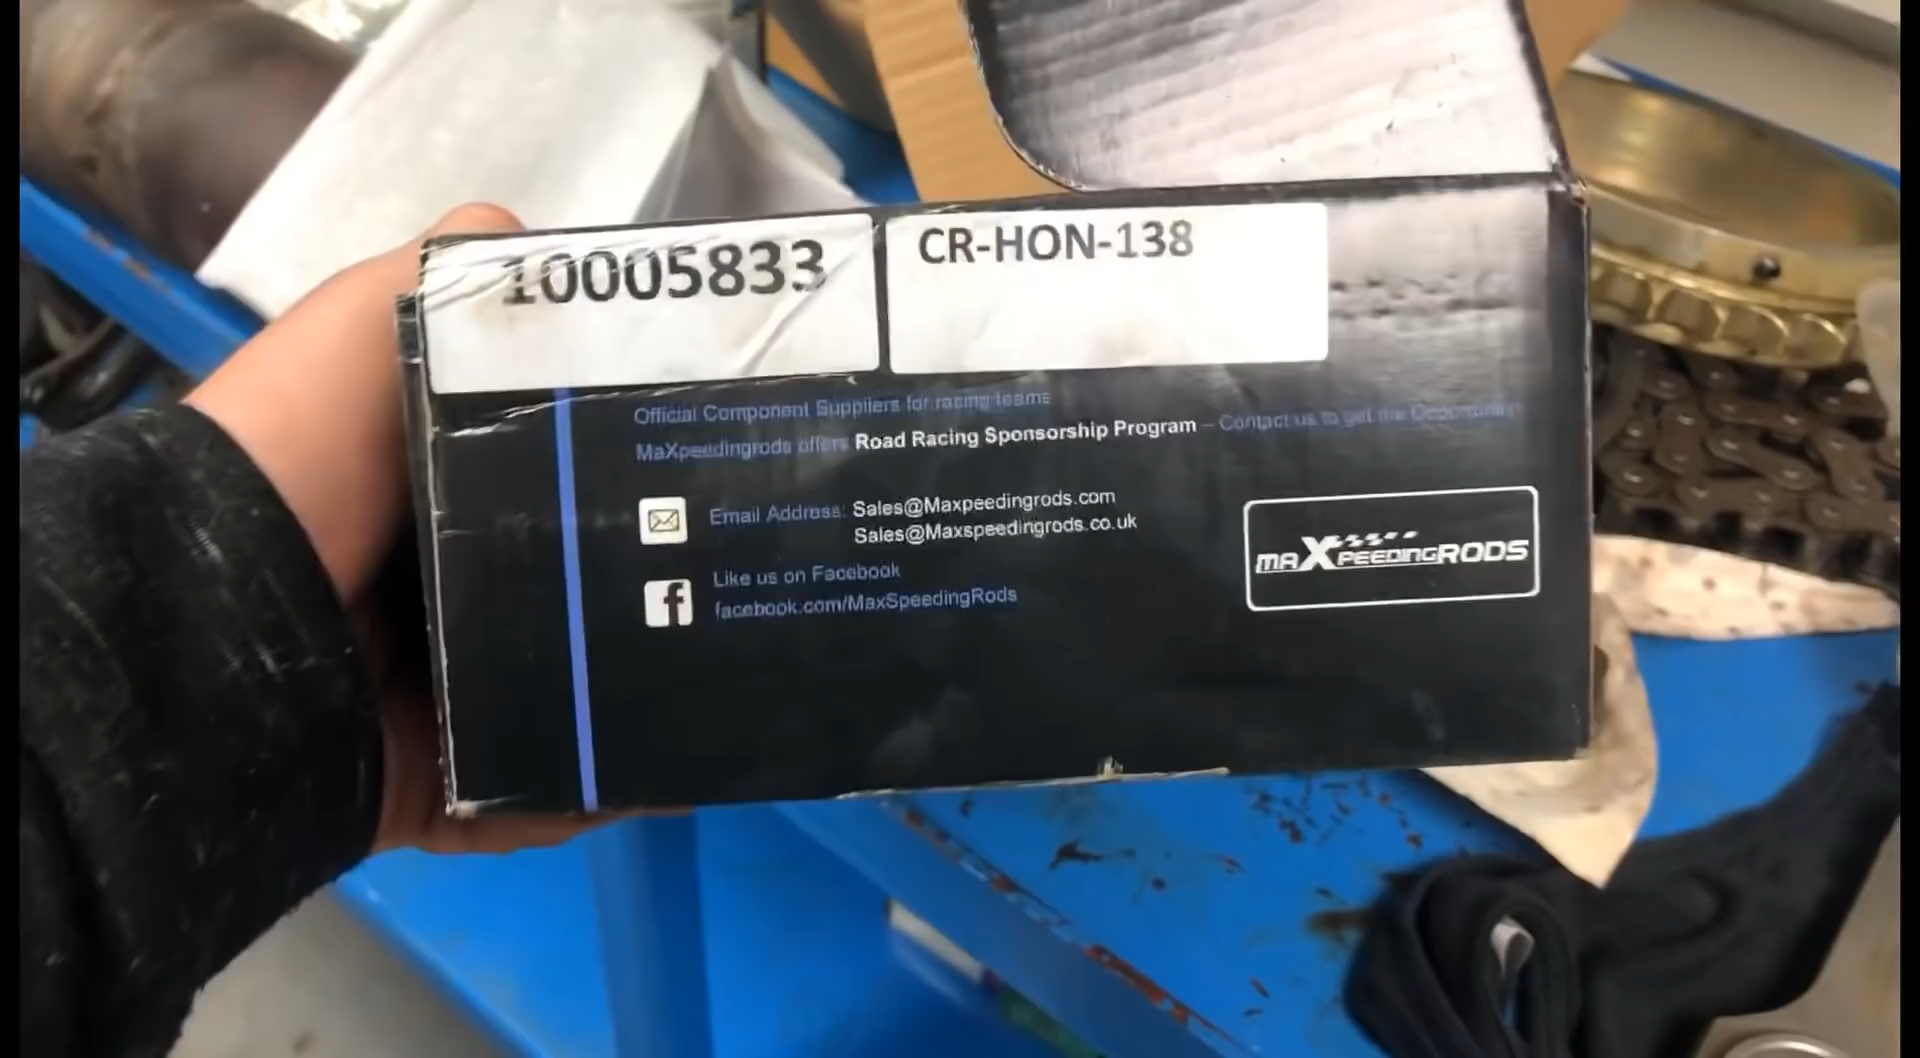 10005833
CR-HON-138
Official Component Suppliers for racing teams
MaXpeedingrods offers Road Racing Sponsorship Program – Contact us to get the Opportunity
Email Address: Sales@Maxpeedingrods.com
Sales@Maxspeedingrods.co.uk
Like us on Facebook
facebook.com/MaxSpeedingRods
maXpeedingRODS